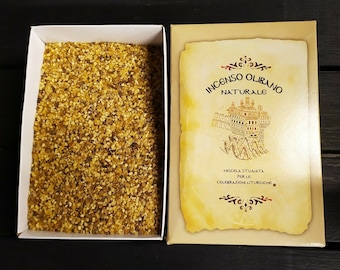 INCENSO OLIBANO
NATURALE
MISCELA STUDIATA
PER LE
CELEBRAZIONI LITURGICHE